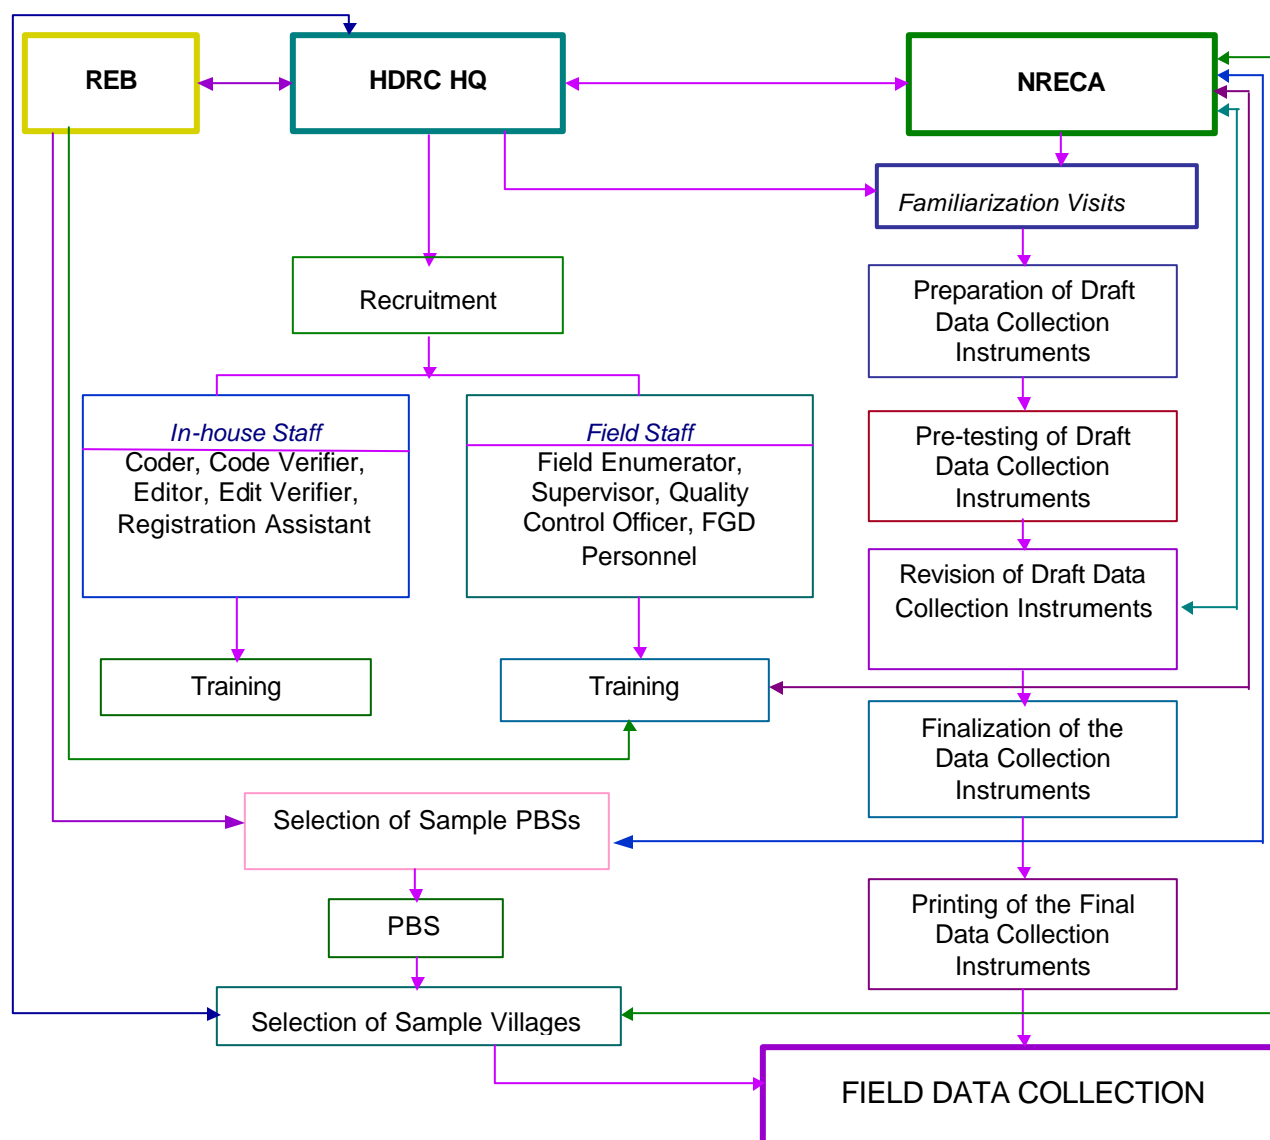 REB
HDRC HQ
NRECA
Familiarization Visits
Recruitment
Preparation of Draft
Data Collection
Instruments
In-house Staff
Coder, Code Verifier,
Editor, Edit Verifier,
Registration Assistant
Field Staff
Field Enumerator,
Supervisor, Quality
Control Officer, FGD
Personnel
Pre-testing of Draft
Data Collection
Instruments
Revision of Draft Data
Collection Instruments
Training
Training
Finalization of the
Data Collection
Instruments
Selection of Sample PBSs
PBS
Printing of the Final
Data Collection
Instruments
Selection of Sample Villages
FIELD DATA COLLECTION